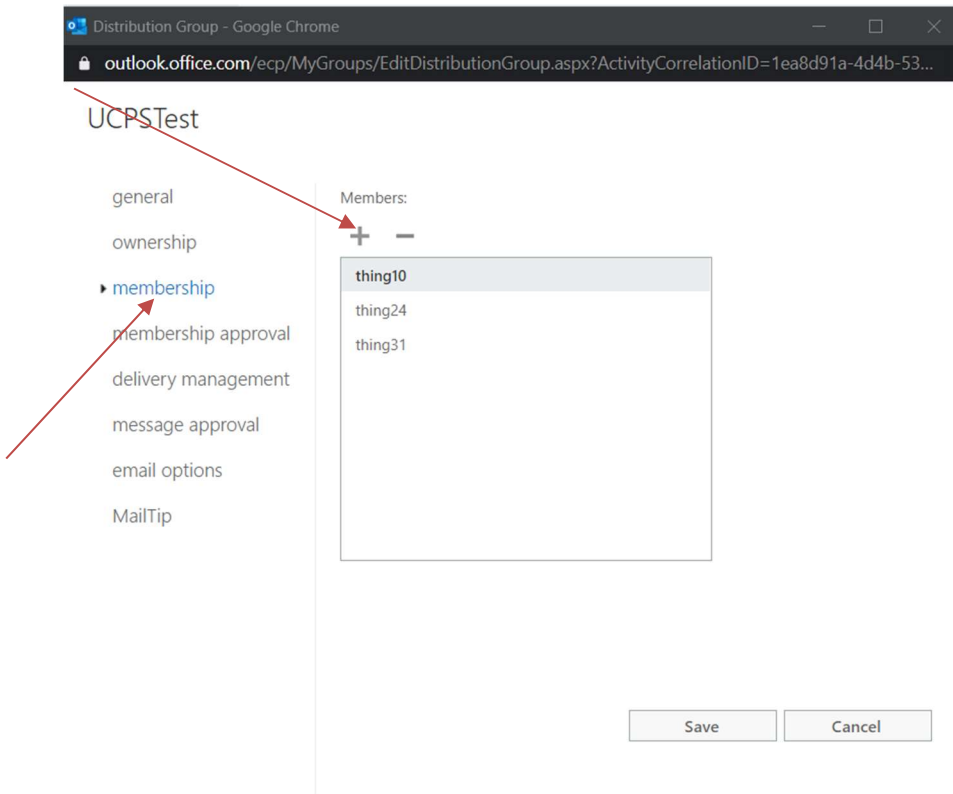 Distribution Group - Google Chrome
outlook.office.com/ecp/MyGroups/EditDistributionGroup.aspx?ActivityCorrelationID=1ea8d91a-4d4b-53...
UCPSTest
general
ownership
membership
membership approval
delivery management
message approval
email options
MailTip
Members:
thing10
thing24
thing31
Save
Cancel